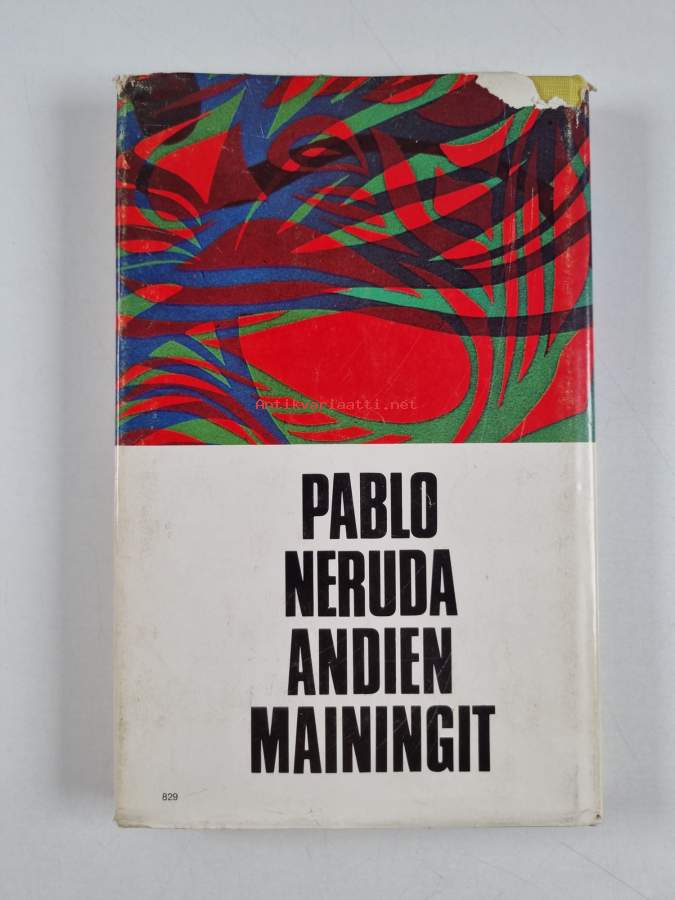 Antikvariaatti.net
PABLO
NERUDA
ANDIEN
MAININGIT
829